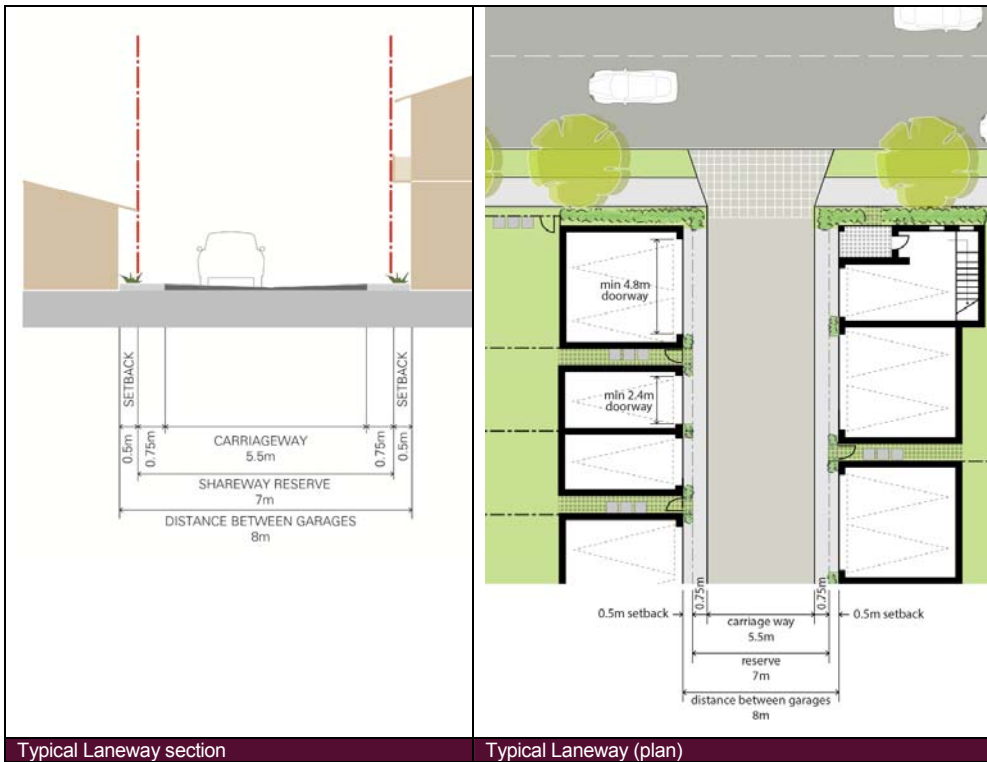 SETBACK
SETBACK
0.5m
0.75m
CARRIAGEWAY
5.5m
0.75m
0.5m
SHAREWAY RESERVE
7m
DISTANCE BETWEEN GARAGES
8m
Typical Laneway section
min 4.8m
doorway
min 2.4m
doorway
0.75m
0.75m
0.5m setback
0.5m setback
carriage way
5.5m
reserve
7m
distance between garages
8m
Typical Laneway (plan)